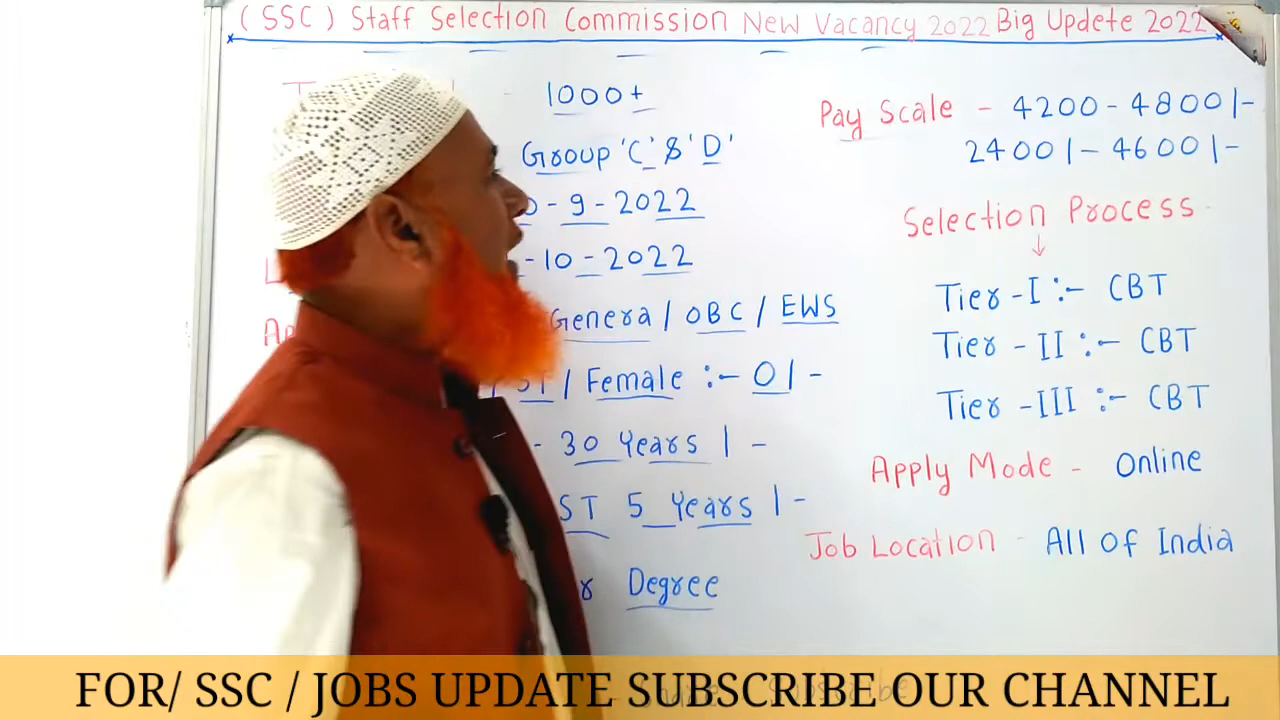 ( SSC ) Staff Selection Commission New Vacancy 2022 Big Updete 2022
1000+
Group 'C' & 'D'
- 9 - 2022
- 10 - 2022
Genera / OBC / EWS
ST / Female :- 0/-
- 30 Years /-
ST 5 Years /-
Degree
Pay Scale - 4200 - 4800/-
2400/- 4600/-
Selection Process
↓
Tier - I :- CBT
Tier - II :- CBT
Tier - III :- CBT
Apply Mode - Online
Job Location - All Of India
FOR/ SSC / JOBS UPDATE SUBSCRIBE OUR CHANNEL